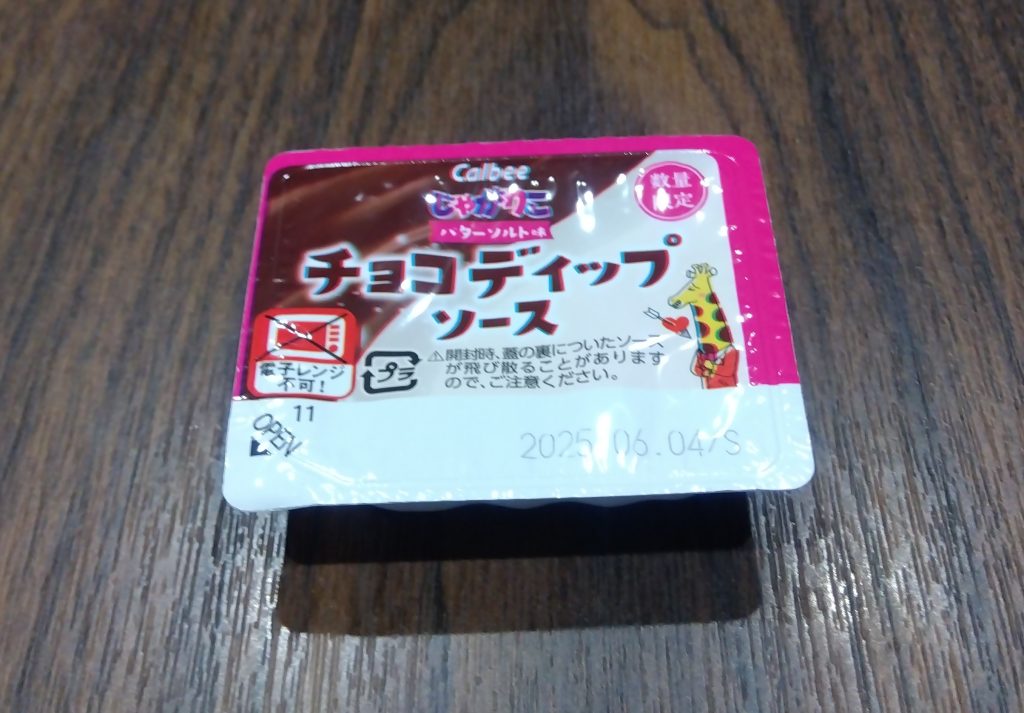 Calbee
じゃがりこ
バターソルト味
数量
限定
チョコディップ
ソース
電子レンジ
不可!
プラ
⚠開封時、蓋の裏についたソース
が飛び散ることがあります
ので、ご注意ください。
11
OPEN
2025.06.04/S